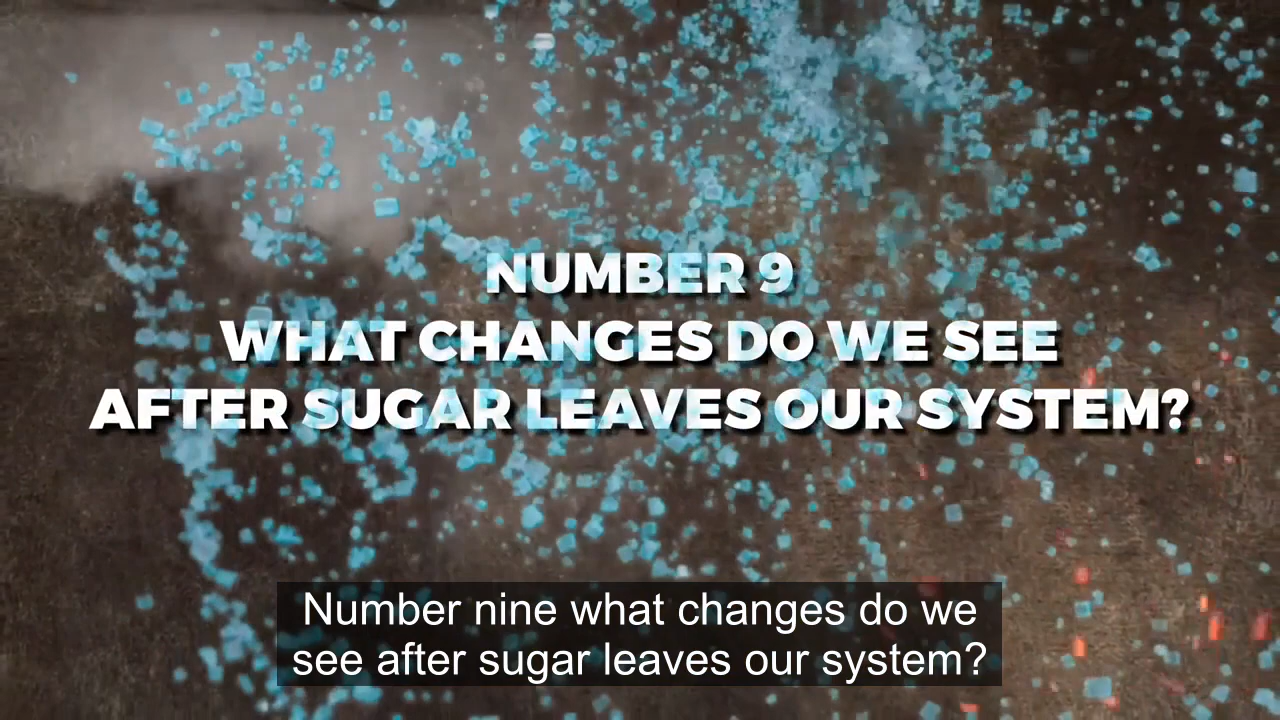 NUMBER 9
WHAT CHANGES DO WE SEE
AFTER SUGAR LEAVES OUR SYSTEM?
Number nine what changes do we
see after sugar leaves our system?